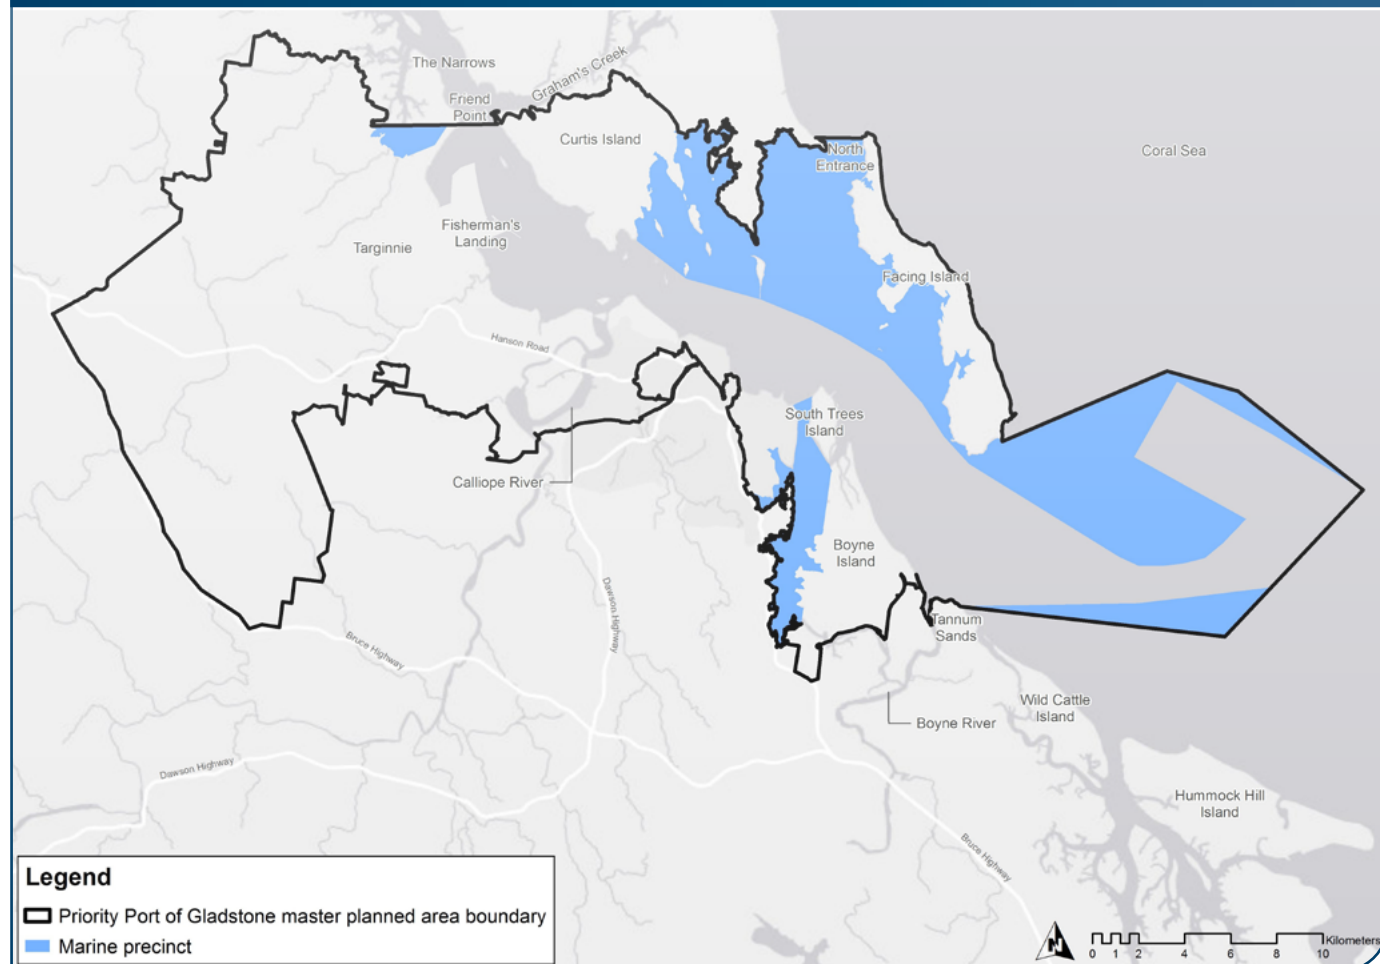 The Narrows
Graham's Creek
Friend
Point
Curtis Island
North
Entrance
Coral Sea
Fisherman's
Landing
Targinnie
Facing Island
Hanson Road
South Trees
Island
Calliope River
Boyne
Island
Dawson Highway
Tannum
Sands
Bruce Highway
Wild Cattle
Island
Boyne River
Dawson Highway
Hummock Hill
Island
Bruce Highway
Legend
Priority Port of Gladstone master planned area boundary
Marine precinct
N
Kilometers
0 1 2 4 6 8 10